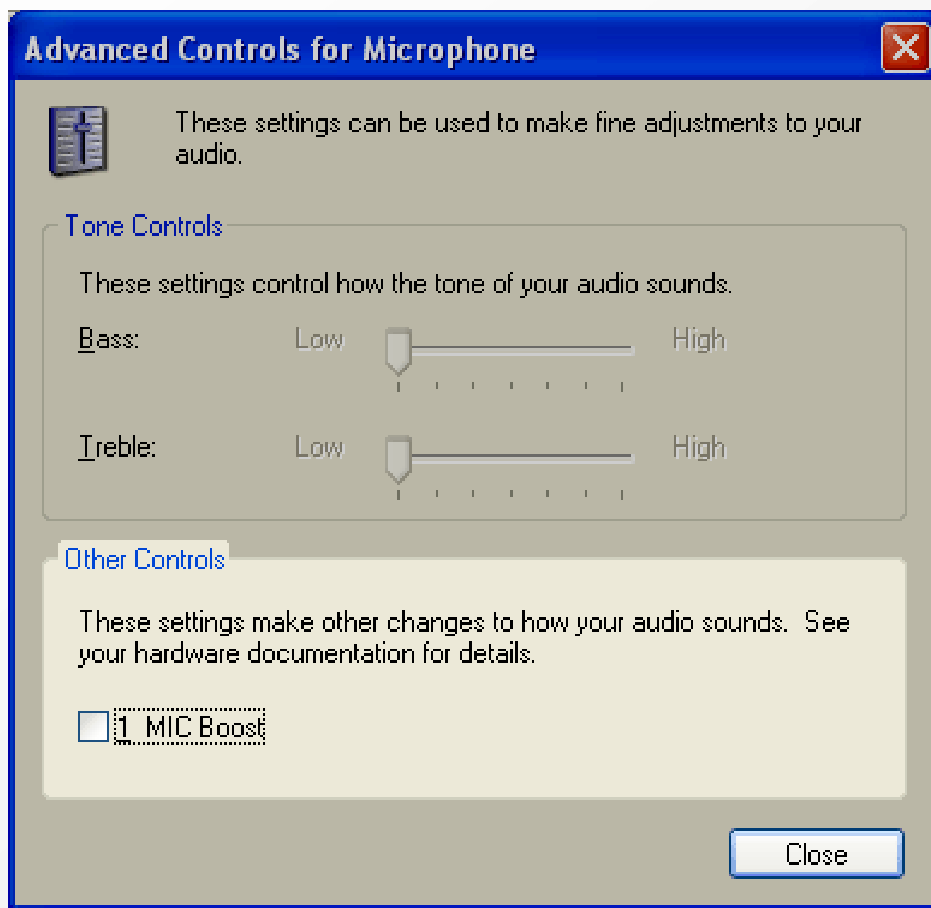 Advanced Controls for Microphone
These settings can be used to make fine adjustments to your
audio.
Tone Controls
These settings control how the tone of your audio sounds.
Bass: Low High
Treble: Low High
Other Controls
These settings make other changes to how your audio sounds. See
your hardware documentation for details.
1 MIC Boost
Close